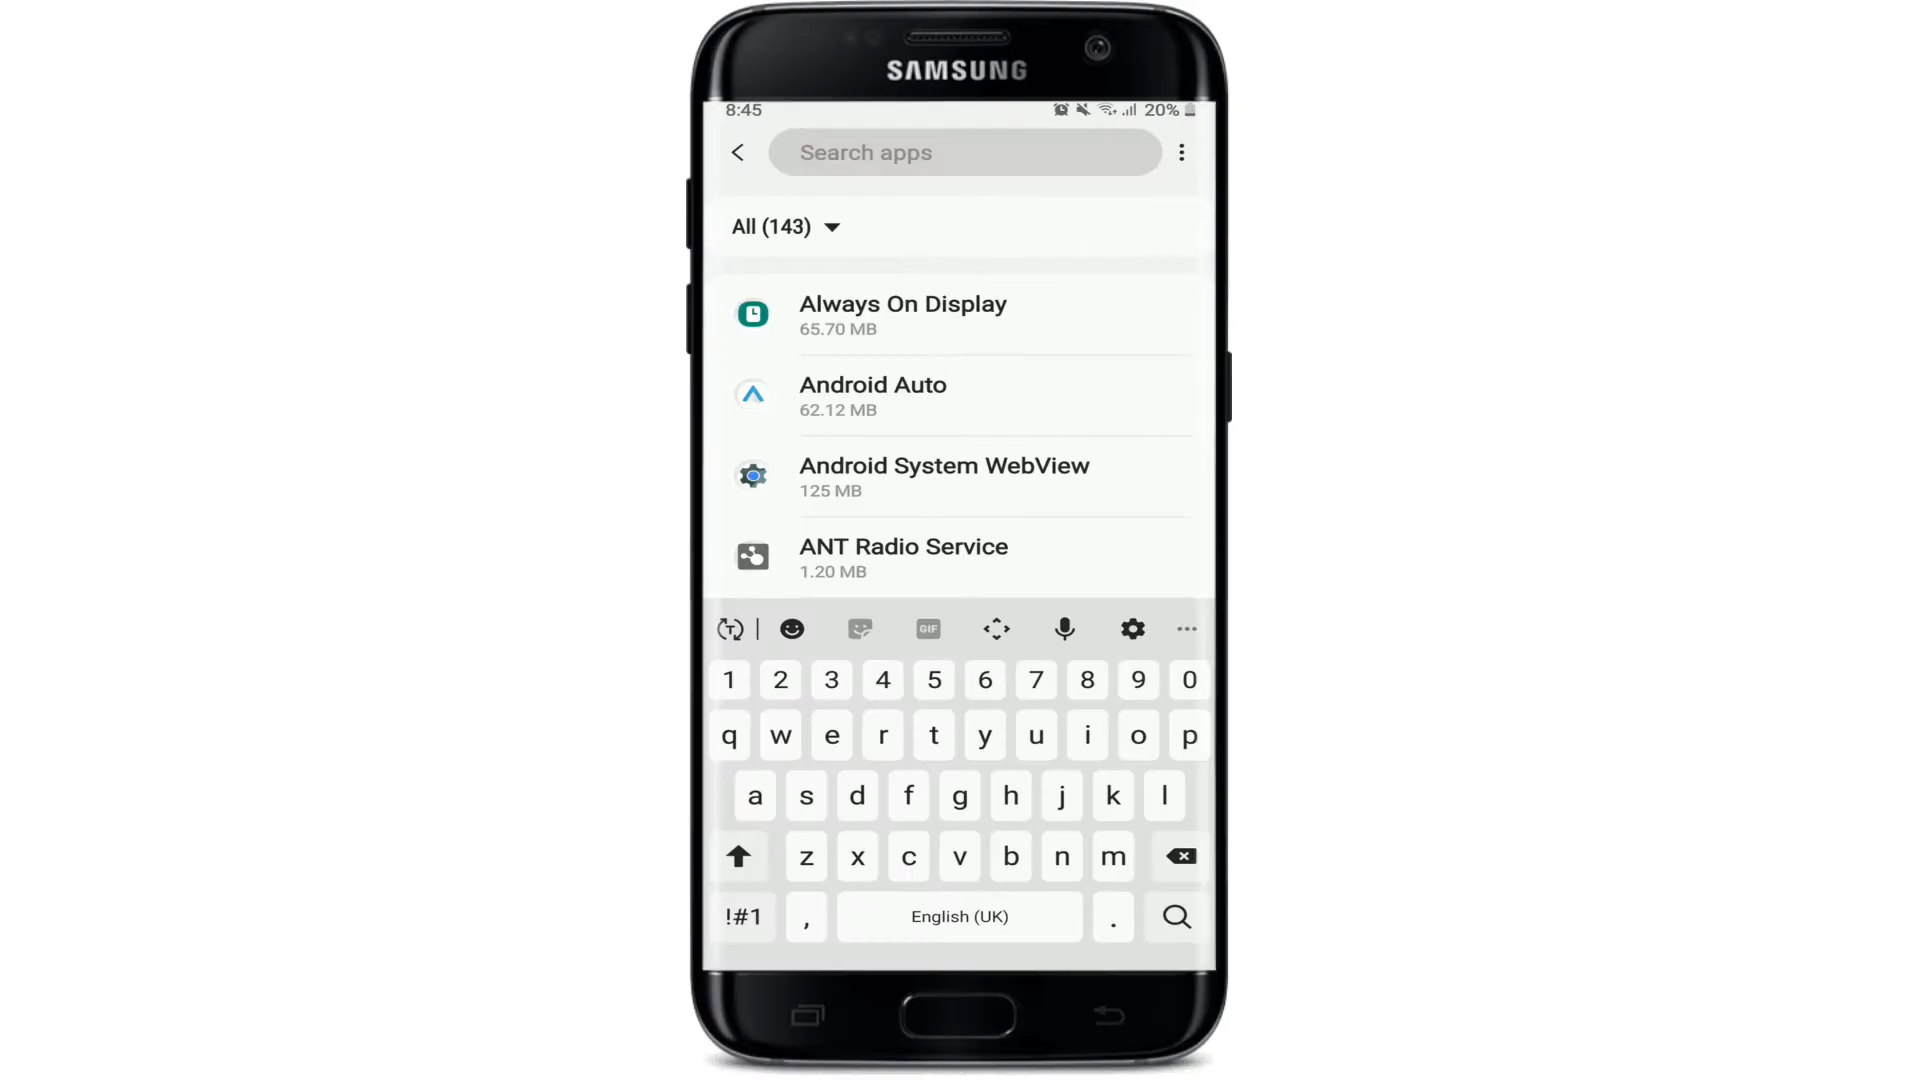 SAMSUNG
8:45 20%
Search apps
All (143)
Always On Display
65.70 MB
Android Auto
62.12 MB
Android System WebView
125 MB
ANT Radio Service
1.20 MB
T GIF
1 2 3 4 5 6 7 8 9 0
q w e r t y u i o p
a s d f g h j k l
z x c v b n m
!#1 , English (UK) .